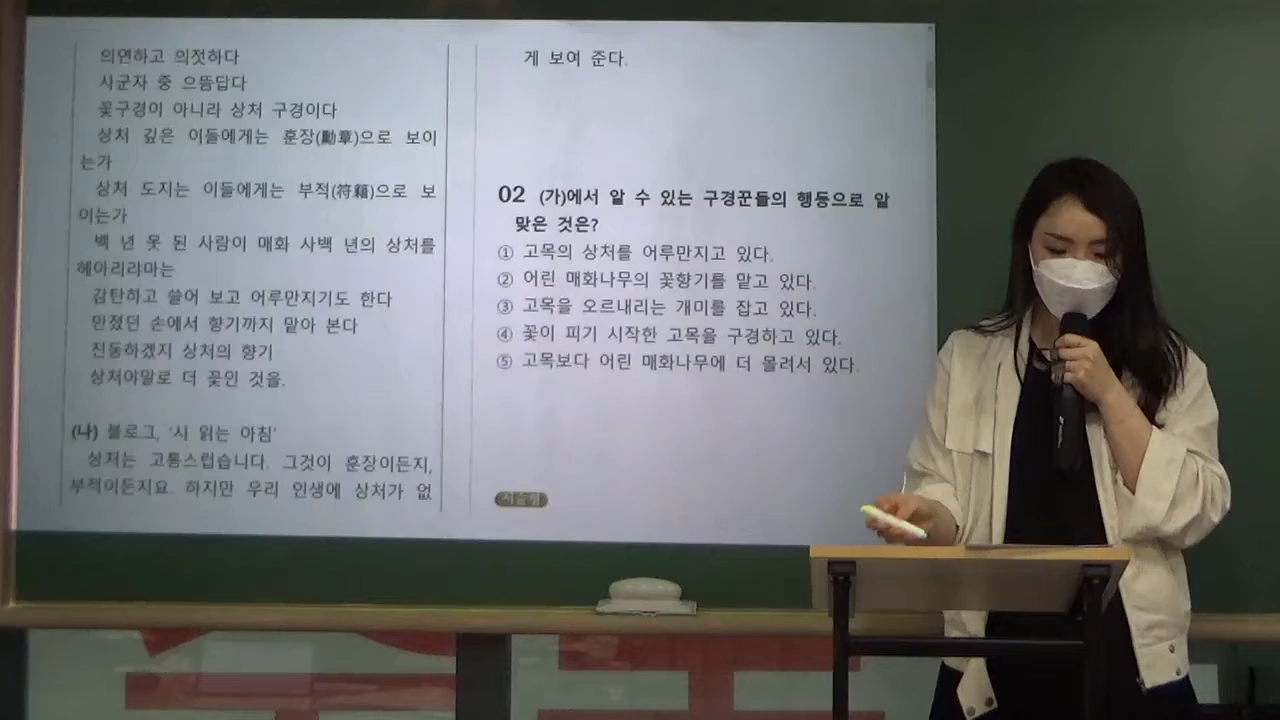 의연하고 의젓하다
사군자 중 으뜸답다
꽃구경이 아니라 상처 구경이다
상처 깊은 이들에게는 훈장(勳章)으로 보이
는가
상처 도지는 이들에게는 부적(符籍)으로 보
이는가
백 년 못 된 사람이 매화 사백 년의 상처를
헤아리랴마는
감탄하고 쓸어 보고 어루만지기도 한다
만졌던 손에서 향기까지 맡아 본다
진동하겠지 상처의 향기
상처야말로 더 꽃인 것을.
(나) 블로그, '시 읽는 아침'
상처는 고통스럽습니다. 그것이 훈장이든지,
부적이든지요. 하지만 우리 인생에 상처가 없
게 보여 준다.
02 (가)에서 알 수 있는 구경꾼들의 행동으로 알
맞은 것은?
① 고목의 상처를 어루만지고 있다.
② 어린 매화나무의 꽃향기를 맡고 있다.
③ 고목을 오르내리는 개미를 잡고 있다.
④ 꽃이 피기 시작한 고목을 구경하고 있다.
⑤ 고목보다 어린 매화나무에 더 몰려서 있다.
서술형